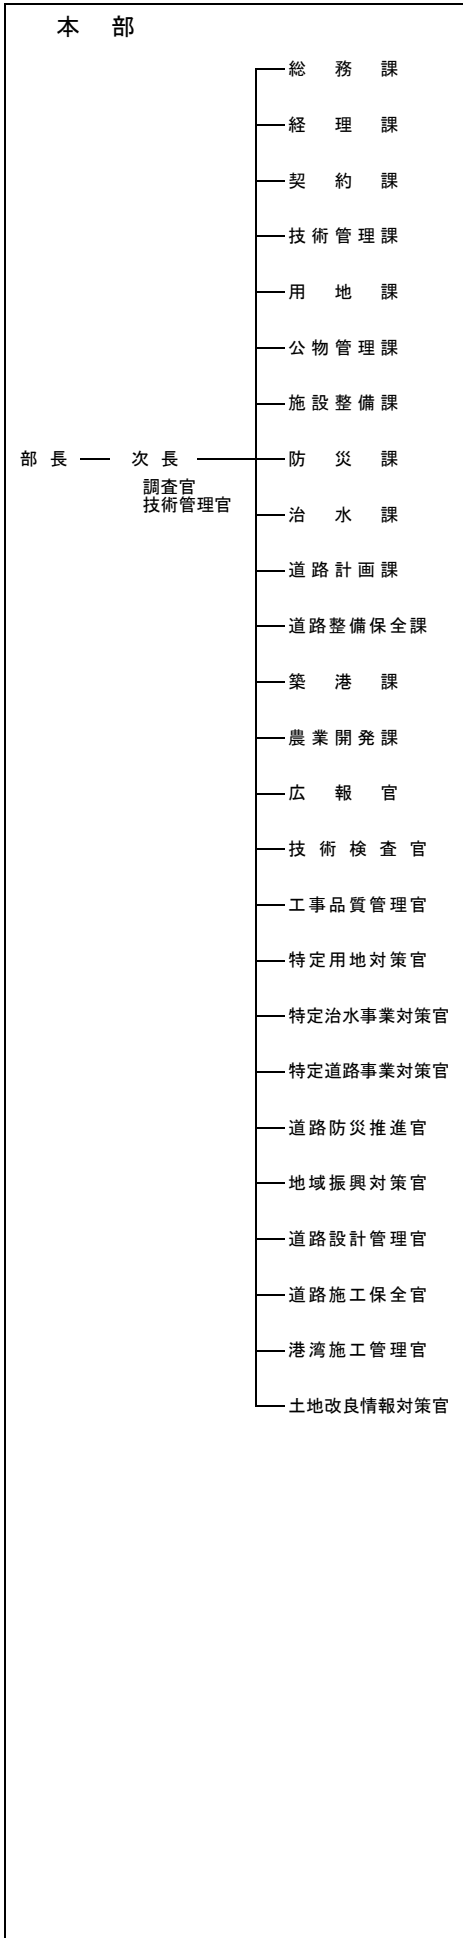 本部
総務課
経理課
契約課
技術管理課
用地課
公物管理課
施設整備課
部長 次長 防災課
調査官
技術管理官
治水課
道路計画課
道路整備保全課
築港課
農業開発課
広報官
技術検査官
工事品質管理官
特定用地対策官
特定治水事業対策官
特定道路事業対策官
道路防災推進官
地域振興対策官
道路設計管理官
道路施工保全官
港湾施工管理官
土地改良情報対策官